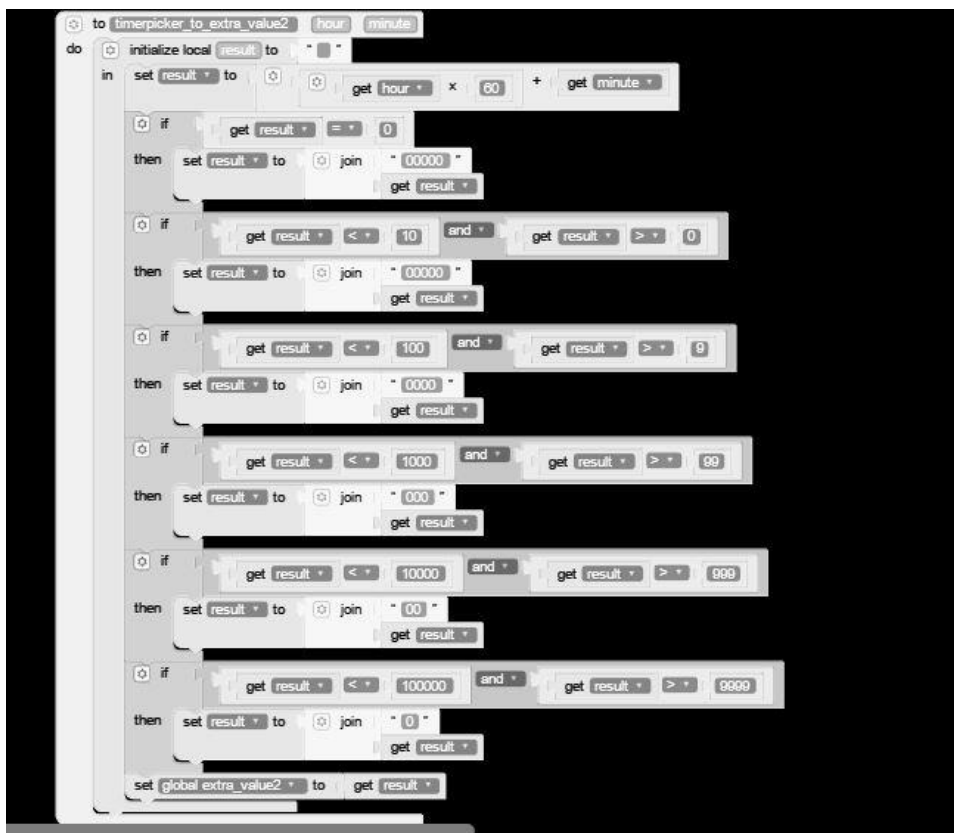 to timerpicker_to_extra_value2 hour minute
do initialize local result to " "
in set result to get hour × 60 + get minute
if get result = 0
then set result to join " 00000 "
get result
if get result < 10 and get result > 0
then set result to join " 00000 "
get result
if get result < 100 and get result > 9
then set result to join " 0000 "
get result
if get result < 1000 and get result > 99
then set result to join " 000 "
get result
if get result < 10000 and get result > 999
then set result to join " 00 "
get result
if get result < 100000 and get result > 9999
then set result to join " 0 "
get result
set global extra_value2 to get result